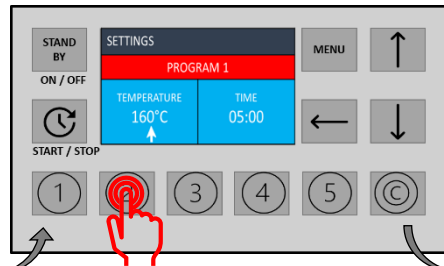 STAND
BY
ON / OFF
SETTINGS
PROGRAM 1
TEMPERATURE
160°C
TIME
05:00
MENU
START / STOP
1
3
4
5
C